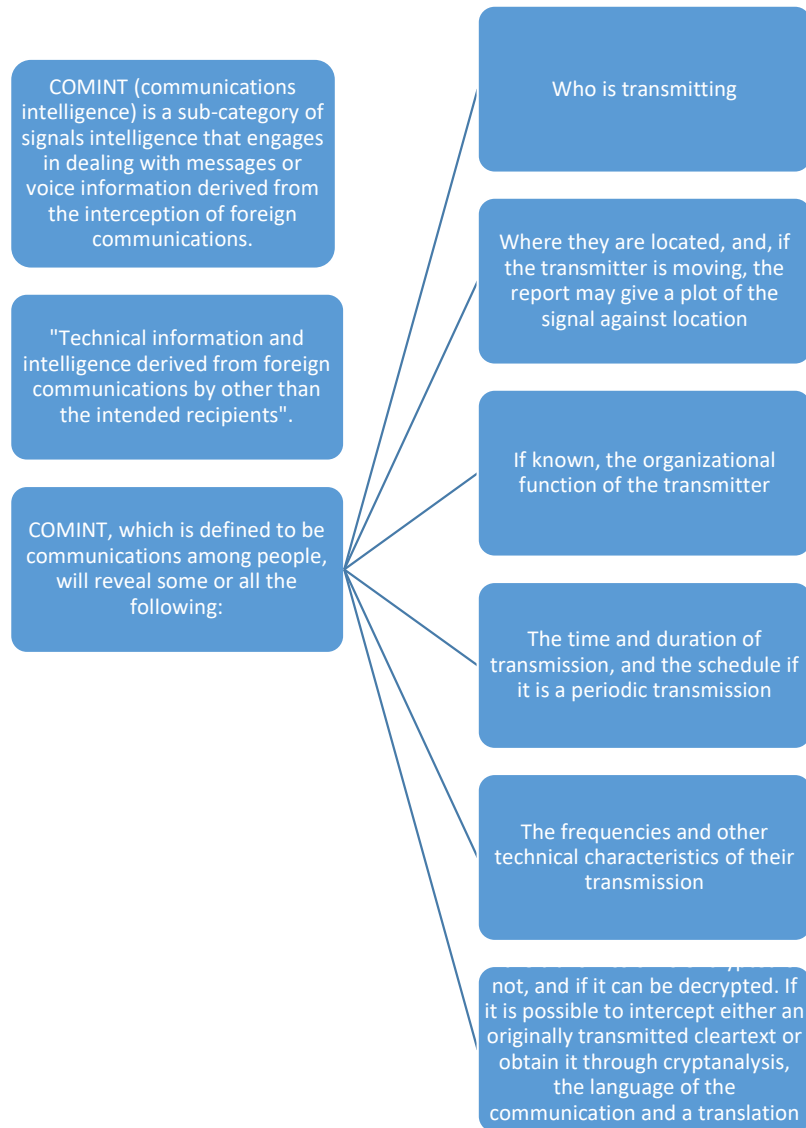 COMINT (communications
intelligence) is a sub-category of
signals intelligence that engages
in dealing with messages or
voice information derived from
the interception of foreign
communications.
"Technical information and
intelligence derived from foreign
communications by other than
the intended recipients".
COMINT, which is defined to be
communications among people,
will reveal some or all the
following:
Who is transmitting
Where they are located, and, if
the transmitter is moving, the
report may give a plot of the
signal against location
If known, the organizational
function of the transmitter
The time and duration of
transmission, and the schedule if
it is a periodic transmission
The frequencies and other
technical characteristics of their
transmission
not, and if it can be decrypted. If
it is possible to intercept either an
originally transmitted cleartext or
obtain it through cryptanalysis,
the language of the
communication and a translation